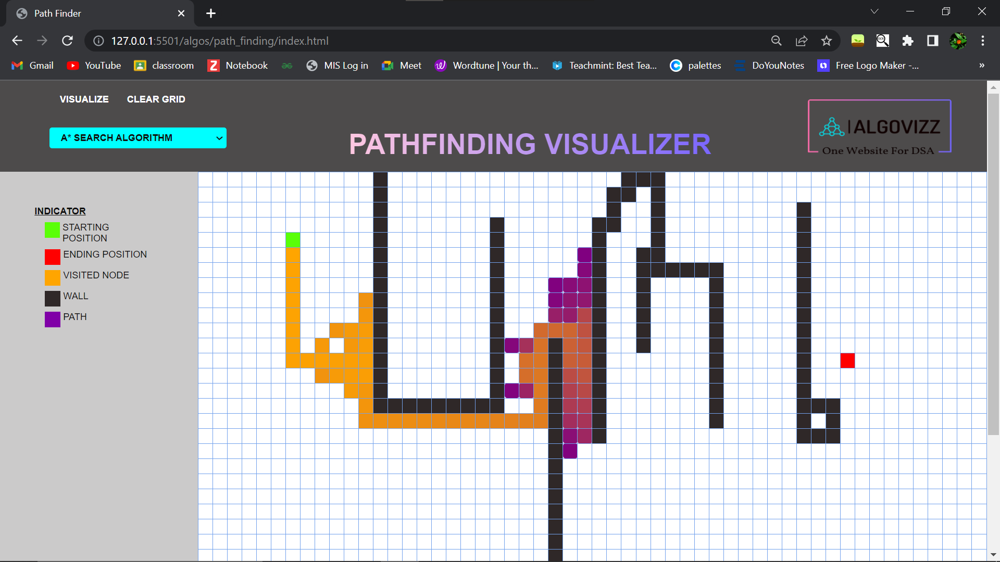 Path Finder
127.0.0.1:5501/algos/path_finding/index.html
Gmail YouTube classroom Notebook MIS Log in Meet Wordtune | Your th... Teachmint: Best Tea... palettes DoYouNotes Free Logo Maker -... »
VISUALIZE CLEAR GRID
A* SEARCH ALGORITHM
PATHFINDING VISUALIZER
ALGOVIZZ
One Website For DSA
INDICATOR
STARTING
POSITION
ENDING POSITION
VISITED NODE
WALL
PATH